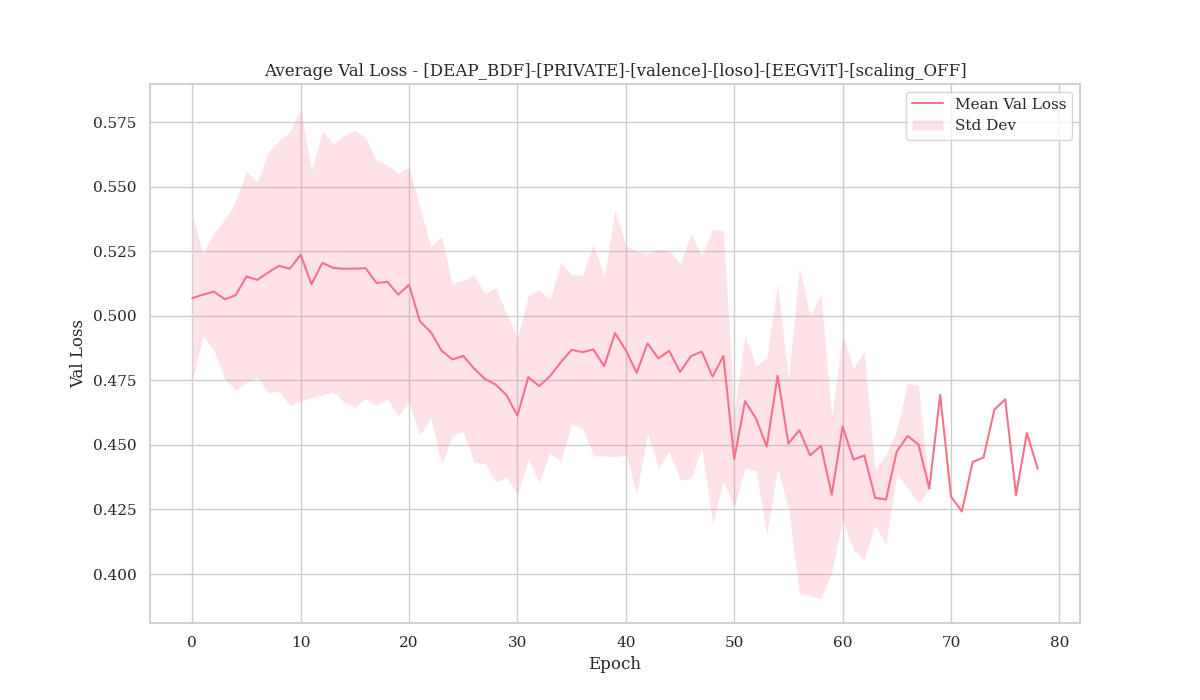 Average Val Loss - [DEAP_BDF]-[PRIVATE]-[valence]-[loso]-[EEGViT]-[scaling_OFF]
Mean Val Loss
Std Dev
0.575
0.550
0.525
0.500
0.475
0.450
0.425
0.400
Val Loss
0 10 20 30 40 50 60 70 80
Epoch